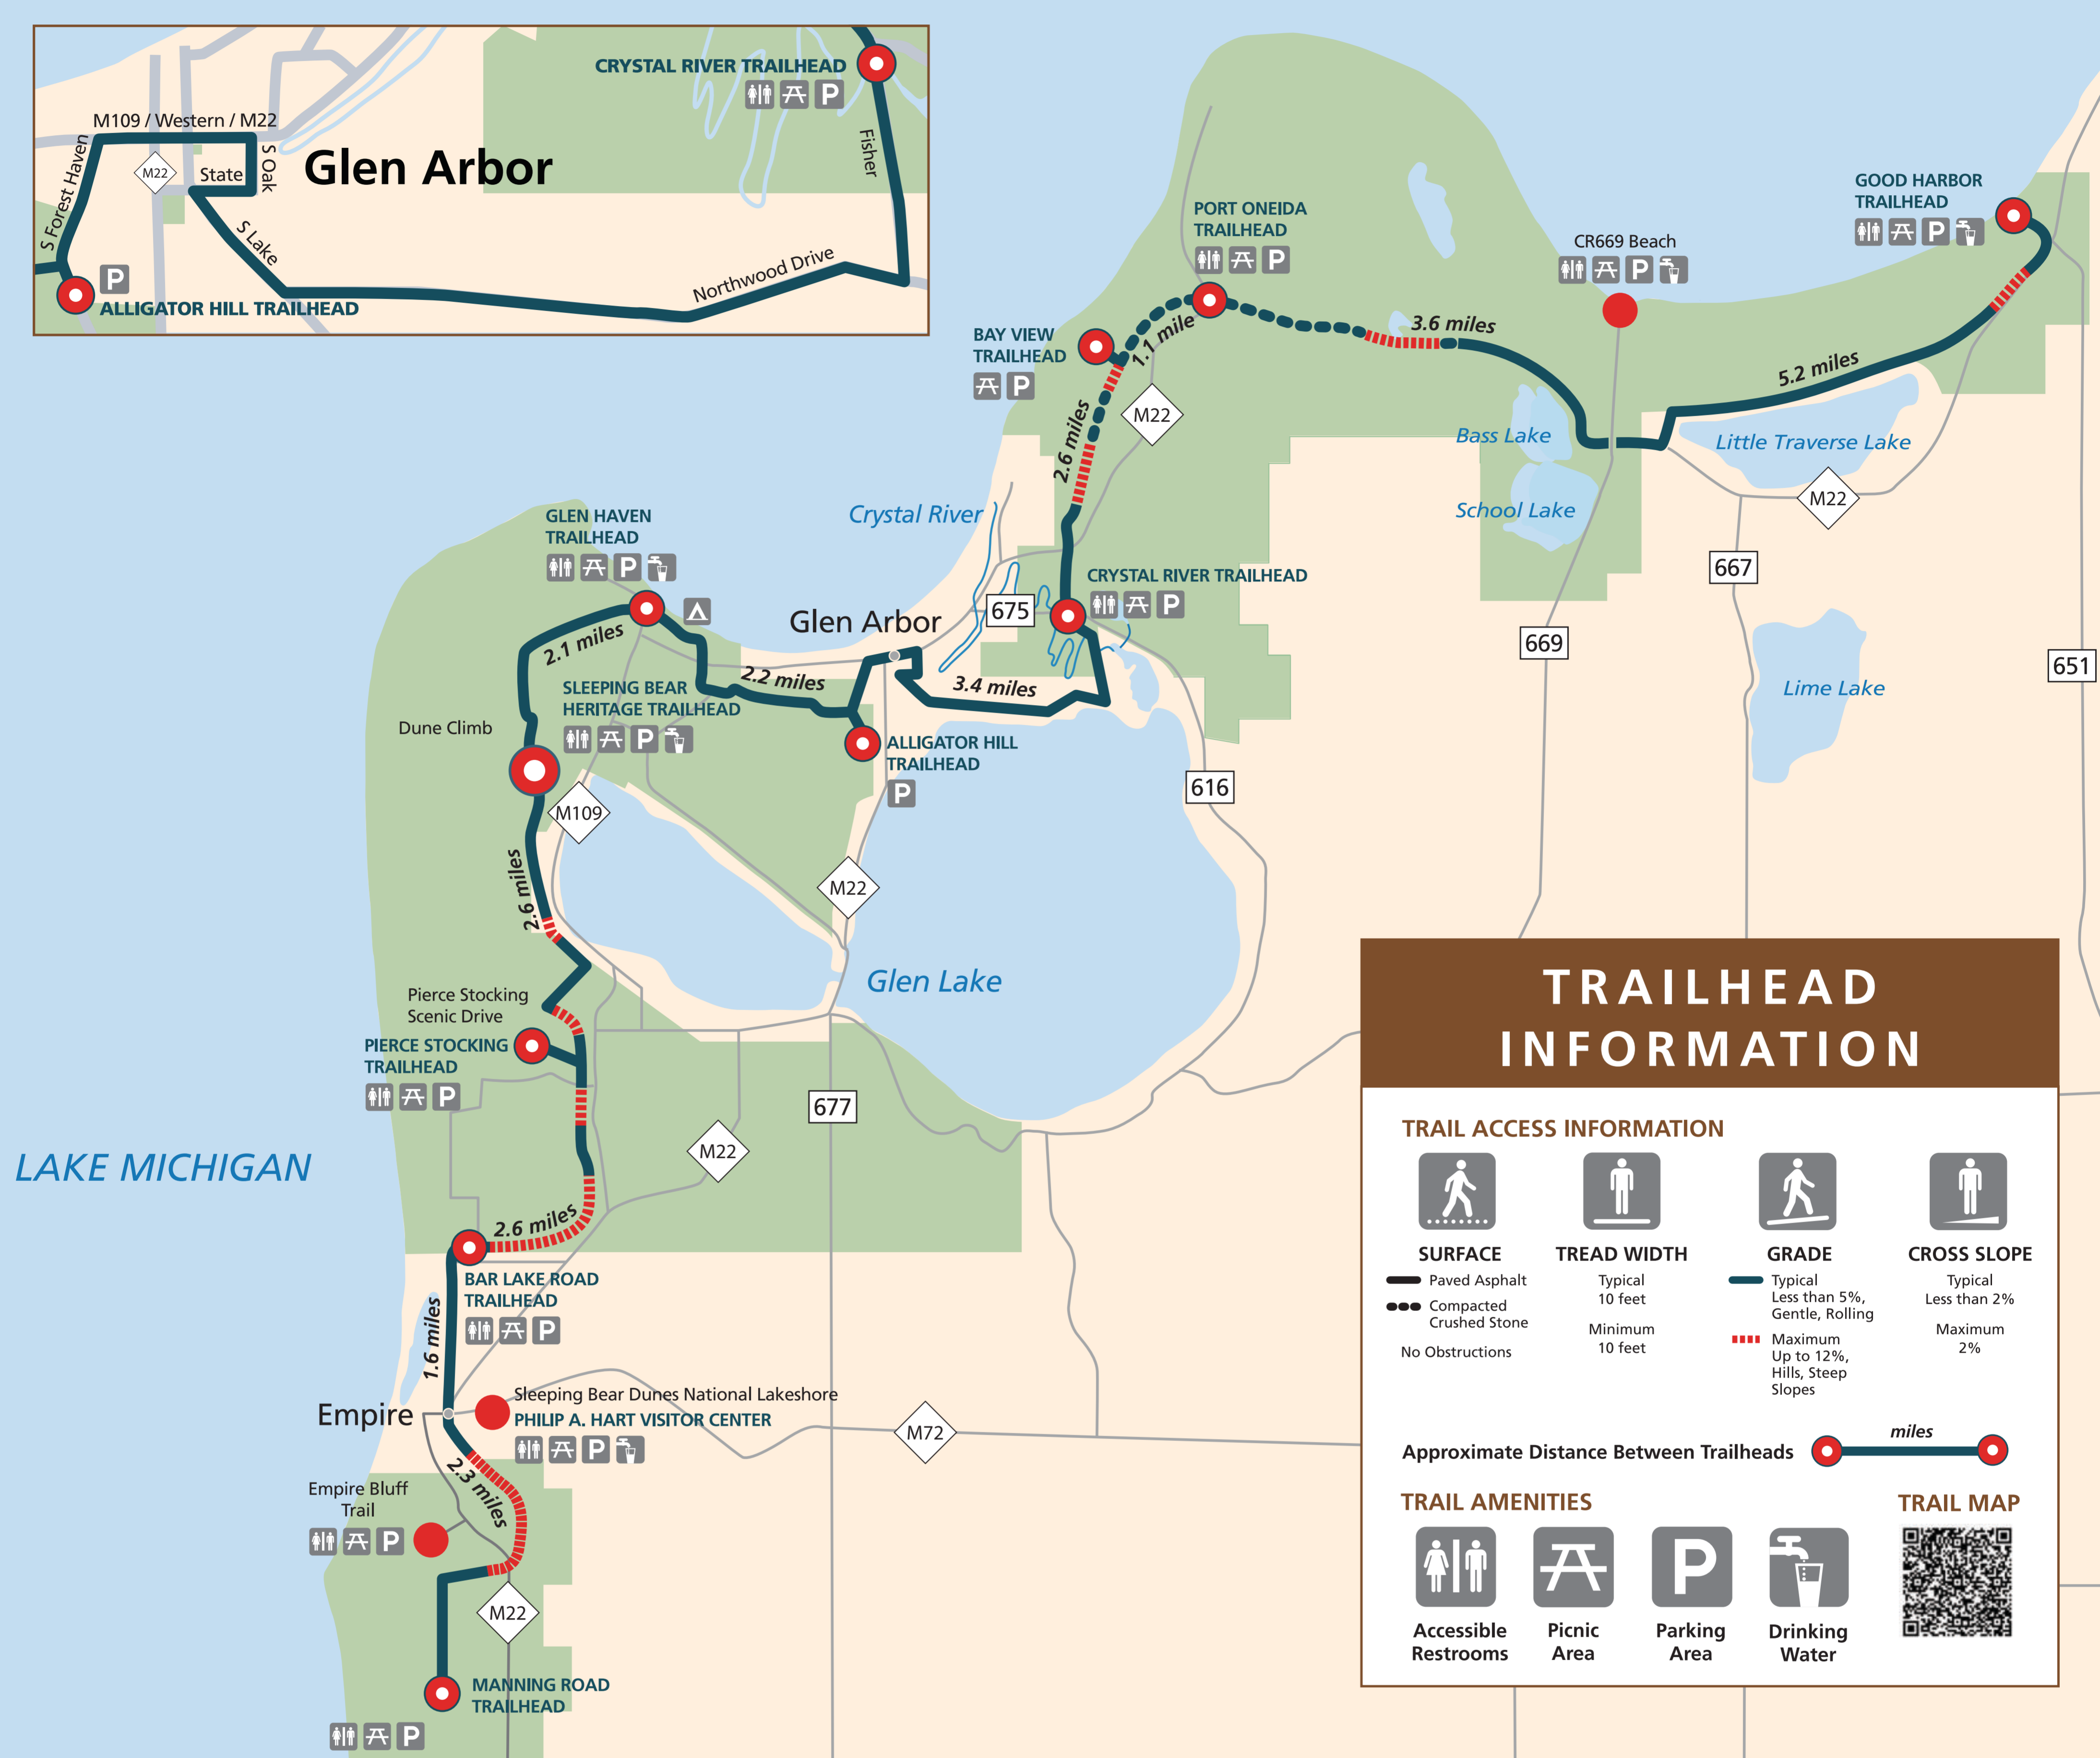 CRYSTAL RIVER TRAILHEAD
P
M109 / Western / M22
S Forest Haven
M22
State
S Oak
Glen Arbor
Fisher
S Lake
Northwood Drive
P
ALLIGATOR HILL TRAILHEAD
GOOD HARBOR
TRAILHEAD
P
PORT ONEIDA
TRAILHEAD
P
CR669 Beach
P
BAY VIEW
TRAILHEAD
P
1.1 mile
3.6 miles
5.2 miles
M22
2.6 miles
Bass Lake
Little Traverse Lake
M22
School Lake
Crystal River
GLEN HAVEN
TRAILHEAD
P
667
CRYSTAL RIVER TRAILHEAD
P
675
Glen Arbor
669
651
2.1 miles
2.2 miles
3.4 miles
Lime Lake
SLEEPING BEAR
HERITAGE TRAILHEAD
P
Dune Climb
ALLIGATOR HILL
TRAILHEAD
P
616
M109
2.6 miles
M22
Glen Lake
Pierce Stocking
Scenic Drive
PIERCE STOCKING
TRAILHEAD
P
677
M22
LAKE MICHIGAN
2.6 miles
BAR LAKE ROAD
TRAILHEAD
P
1.6 miles
Empire
Sleeping Bear Dunes National Lakeshore
PHILIP A. HART VISITOR CENTER
P
M72
2.3 miles
Empire Bluff
Trail
P
M22
MANNING ROAD
TRAILHEAD
P
TRAILHEAD
INFORMATION
TRAIL ACCESS INFORMATION
SURFACE
Paved Asphalt
Compacted
Crushed Stone
No Obstructions
TREAD WIDTH
Typical
10 feet
Minimum
10 feet
GRADE
Typical
Less than 5%,
Gentle, Rolling
Maximum
Up to 12%,
Hills, Steep
Slopes
CROSS SLOPE
Typical
Less than 2%
Maximum
2%
Approximate Distance Between Trailheads
miles
TRAIL AMENITIES
TRAIL MAP
P
Accessible
Restrooms
Picnic
Area
Parking
Area
Drinking
Water